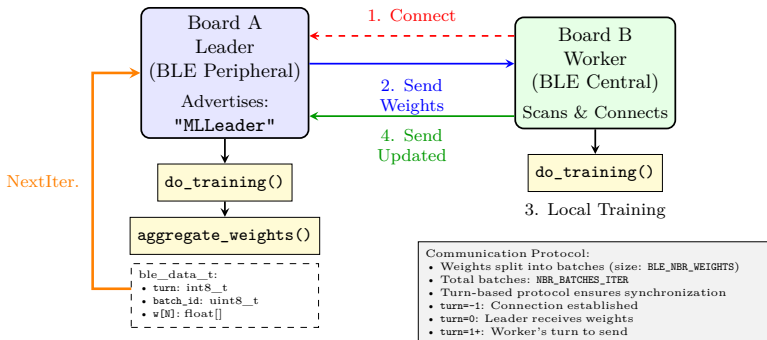 Board A
Leader
(BLE Peripheral)
Advertises:
"MLLeader"
1. Connect
2. Send
Weights
4. Send
Updated
Board B
Worker
(BLE Central)
Scans & Connects
do_training()
aggregate_weights()
do_training()
3. Local Training
NextIter.
ble_data_t:
• turn: int8_t
• batch_id: uint8_t
• w[N]: float[]
Communication Protocol:
• Weights split into batches (size: BLE_NBR_WEIGHTS)
• Total batches: NBR_BATCHES_ITER
• Turn-based protocol ensures synchronization
• turn=-1: Connection established
• turn=0: Leader receives weights
• turn=1+: Worker's turn to send